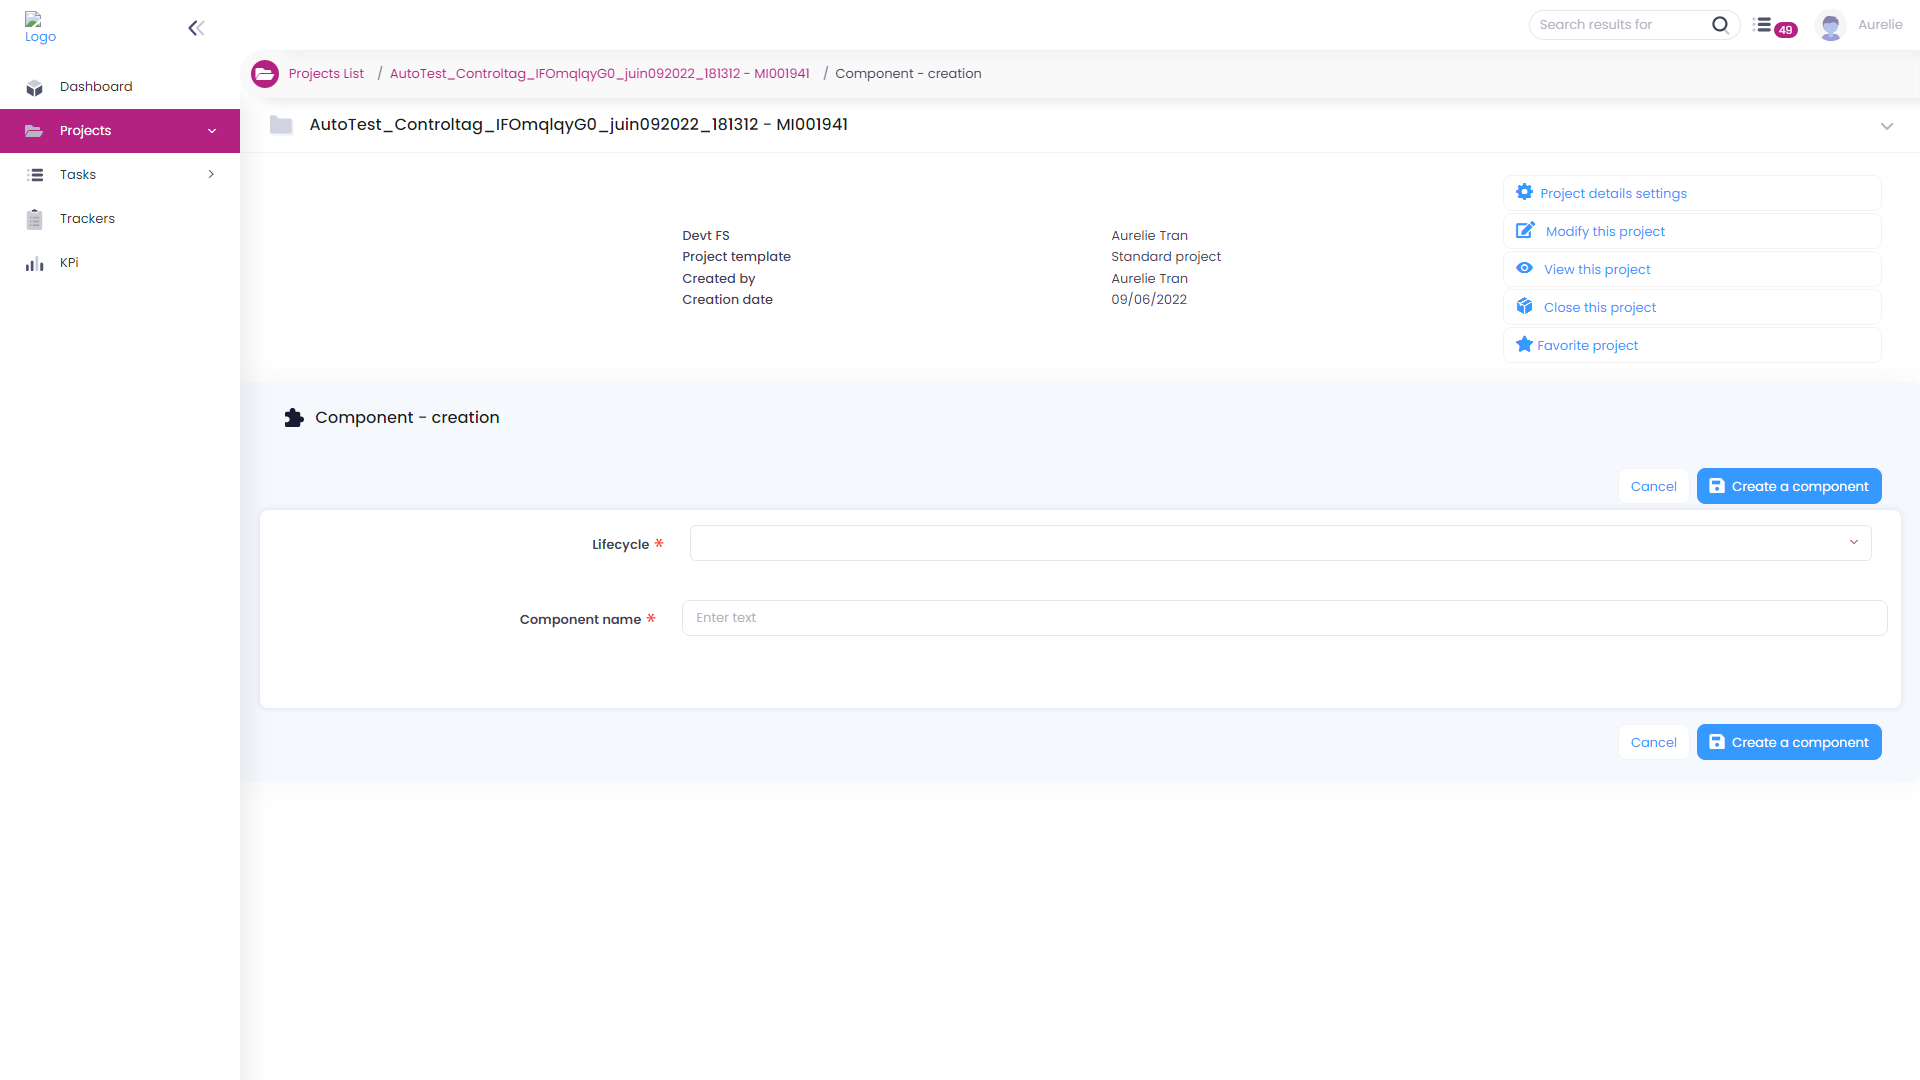 Logo
Search results for
49
Aurelie
Dashboard
Projects
Tasks
Trackers
KPi
Projects List / AutoTest_Controltag_IFOmqlqyG0_juin092022_181312 - MI001941 / Component - creation
AutoTest_Controltag_IFOmqlqyG0_juin092022_181312 - MI001941
Devt FS Aurelie Tran
Project template Standard project
Created by Aurelie Tran
Creation date 09/06/2022
Project details settings
Modify this project
View this project
Close this project
Favorite project
Component - creation
Cancel Create a component
Lifecycle *
Component name * Enter text
Cancel Create a component